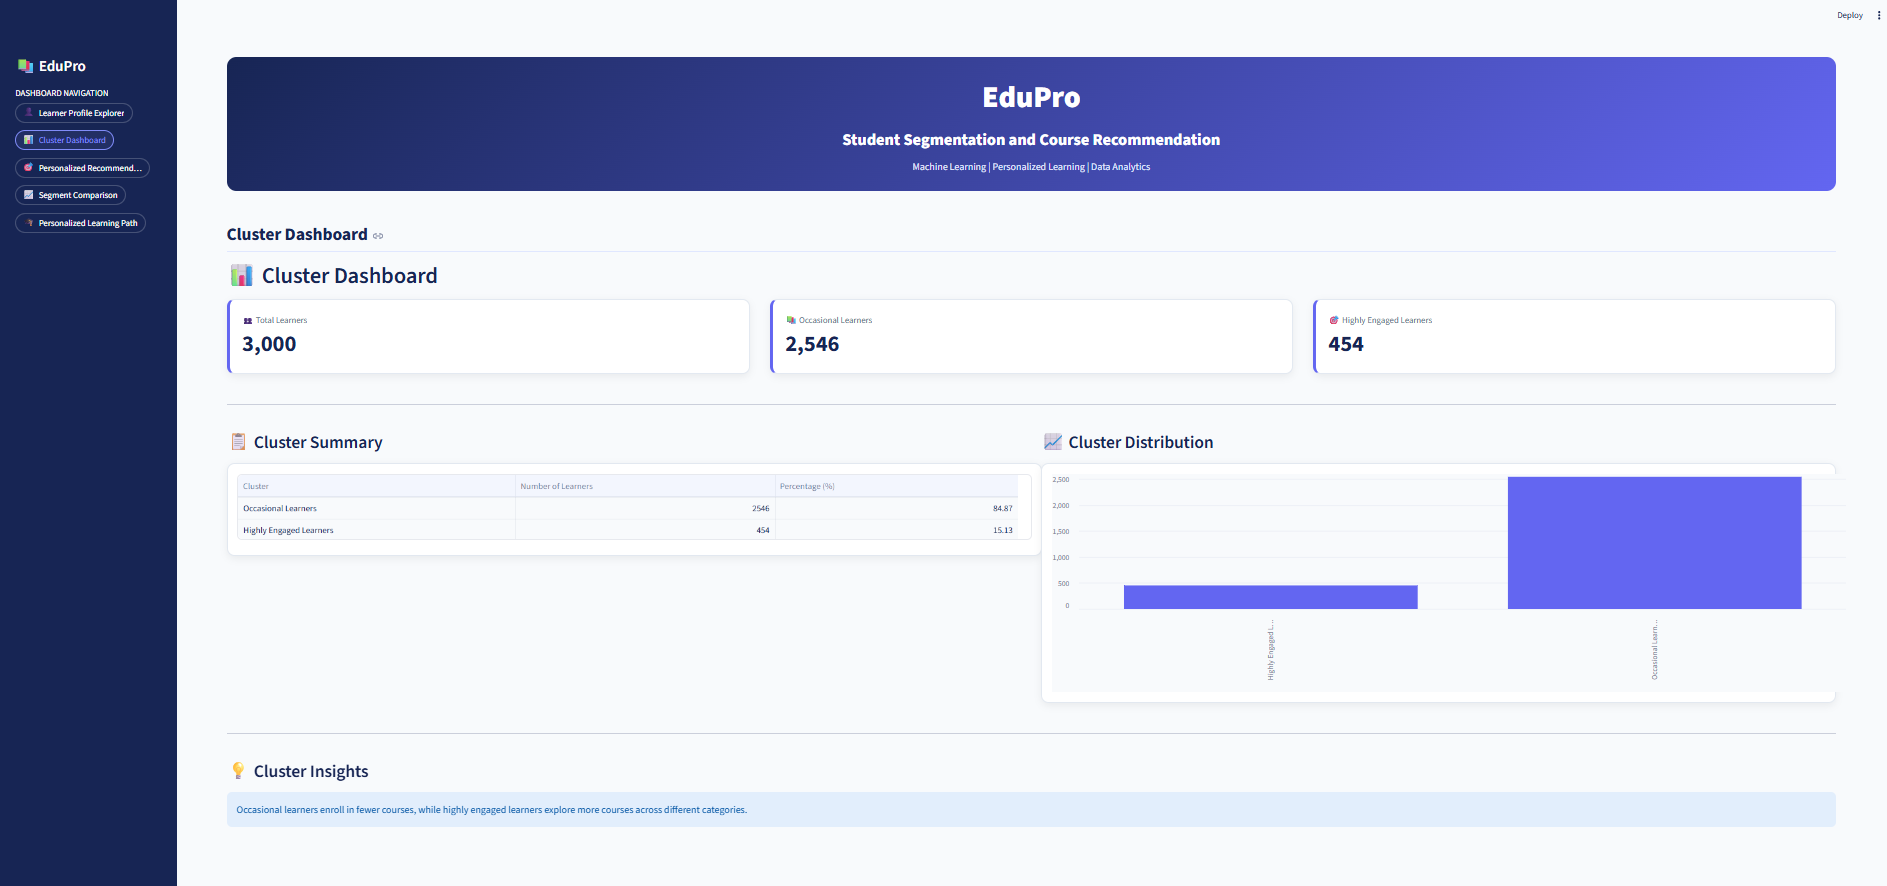 Deploy
EduPro
DASHBOARD NAVIGATION
Learner Profile Explorer
Cluster Dashboard
Personalized Recommend...
Segment Comparison
Personalized Learning Path
EduPro
Student Segmentation and Course Recommendation
Machine Learning | Personalized Learning | Data Analytics
Cluster Dashboard
Cluster Dashboard
Total Learners
3,000
Occasional Learners
2,546
Highly Engaged Learners
454
Cluster Summary
Cluster Number of Learners Percentage (%)
Occasional Learners 2546 84.87
Highly Engaged Learners 454 15.13
Cluster Distribution
2,500
2,000
1,500
1,000
500
0
Highly Engaged L...
Occasional Learn...
Cluster Insights
Occasional learners enroll in fewer courses, while highly engaged learners explore more courses across different categories.